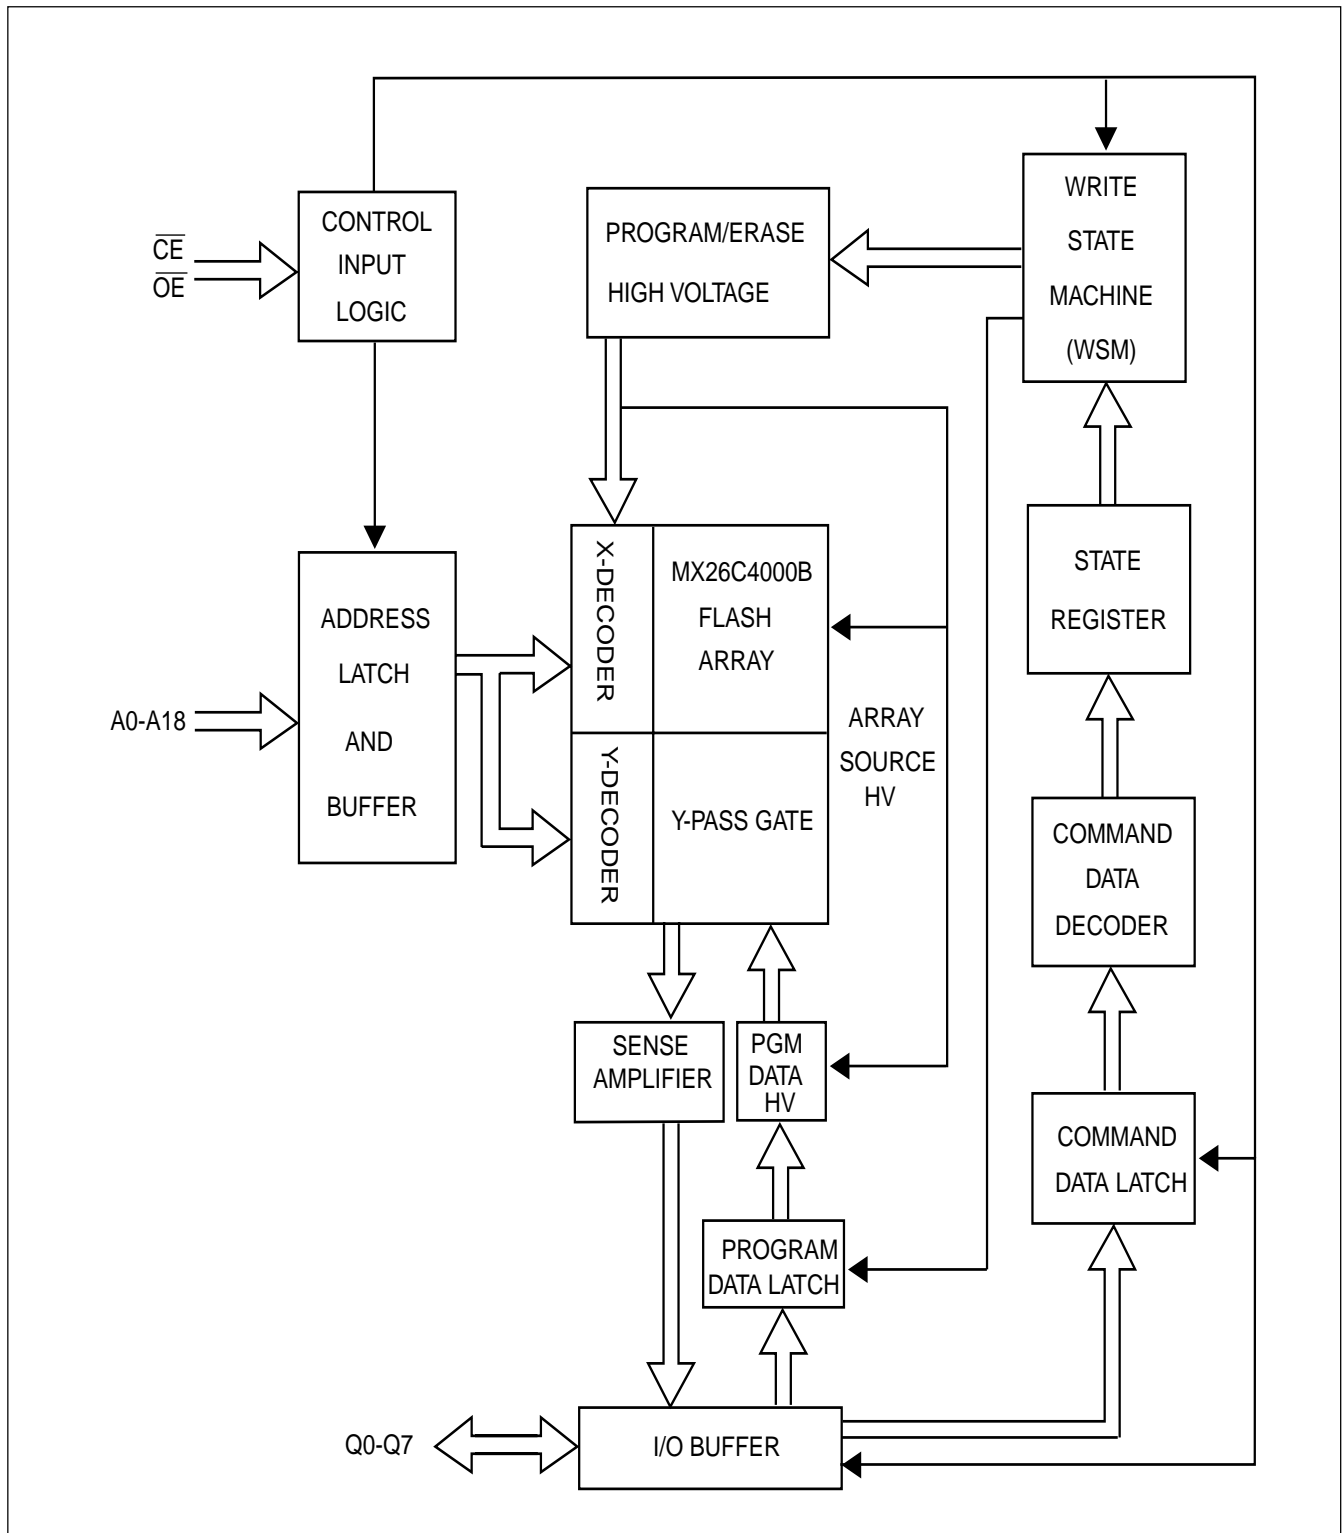 CONTROL
INPUT
LOGIC
C̅E̅
O̅E̅
PROGRAM/ERASE
HIGH VOLTAGE
WRITE
STATE
MACHINE
(WSM)
ADDRESS
LATCH
AND
BUFFER
A0-A18
X-DECODER
MX26C4000B
FLASH
ARRAY
Y-DECODER
Y-PASS GATE
ARRAY
SOURCE
HV
STATE
REGISTER
COMMAND
DATA
DECODER
SENSE
AMPLIFIER
PGM
DATA
HV
COMMAND
DATA LATCH
PROGRAM
DATA LATCH
Q0-Q7
I/O BUFFER